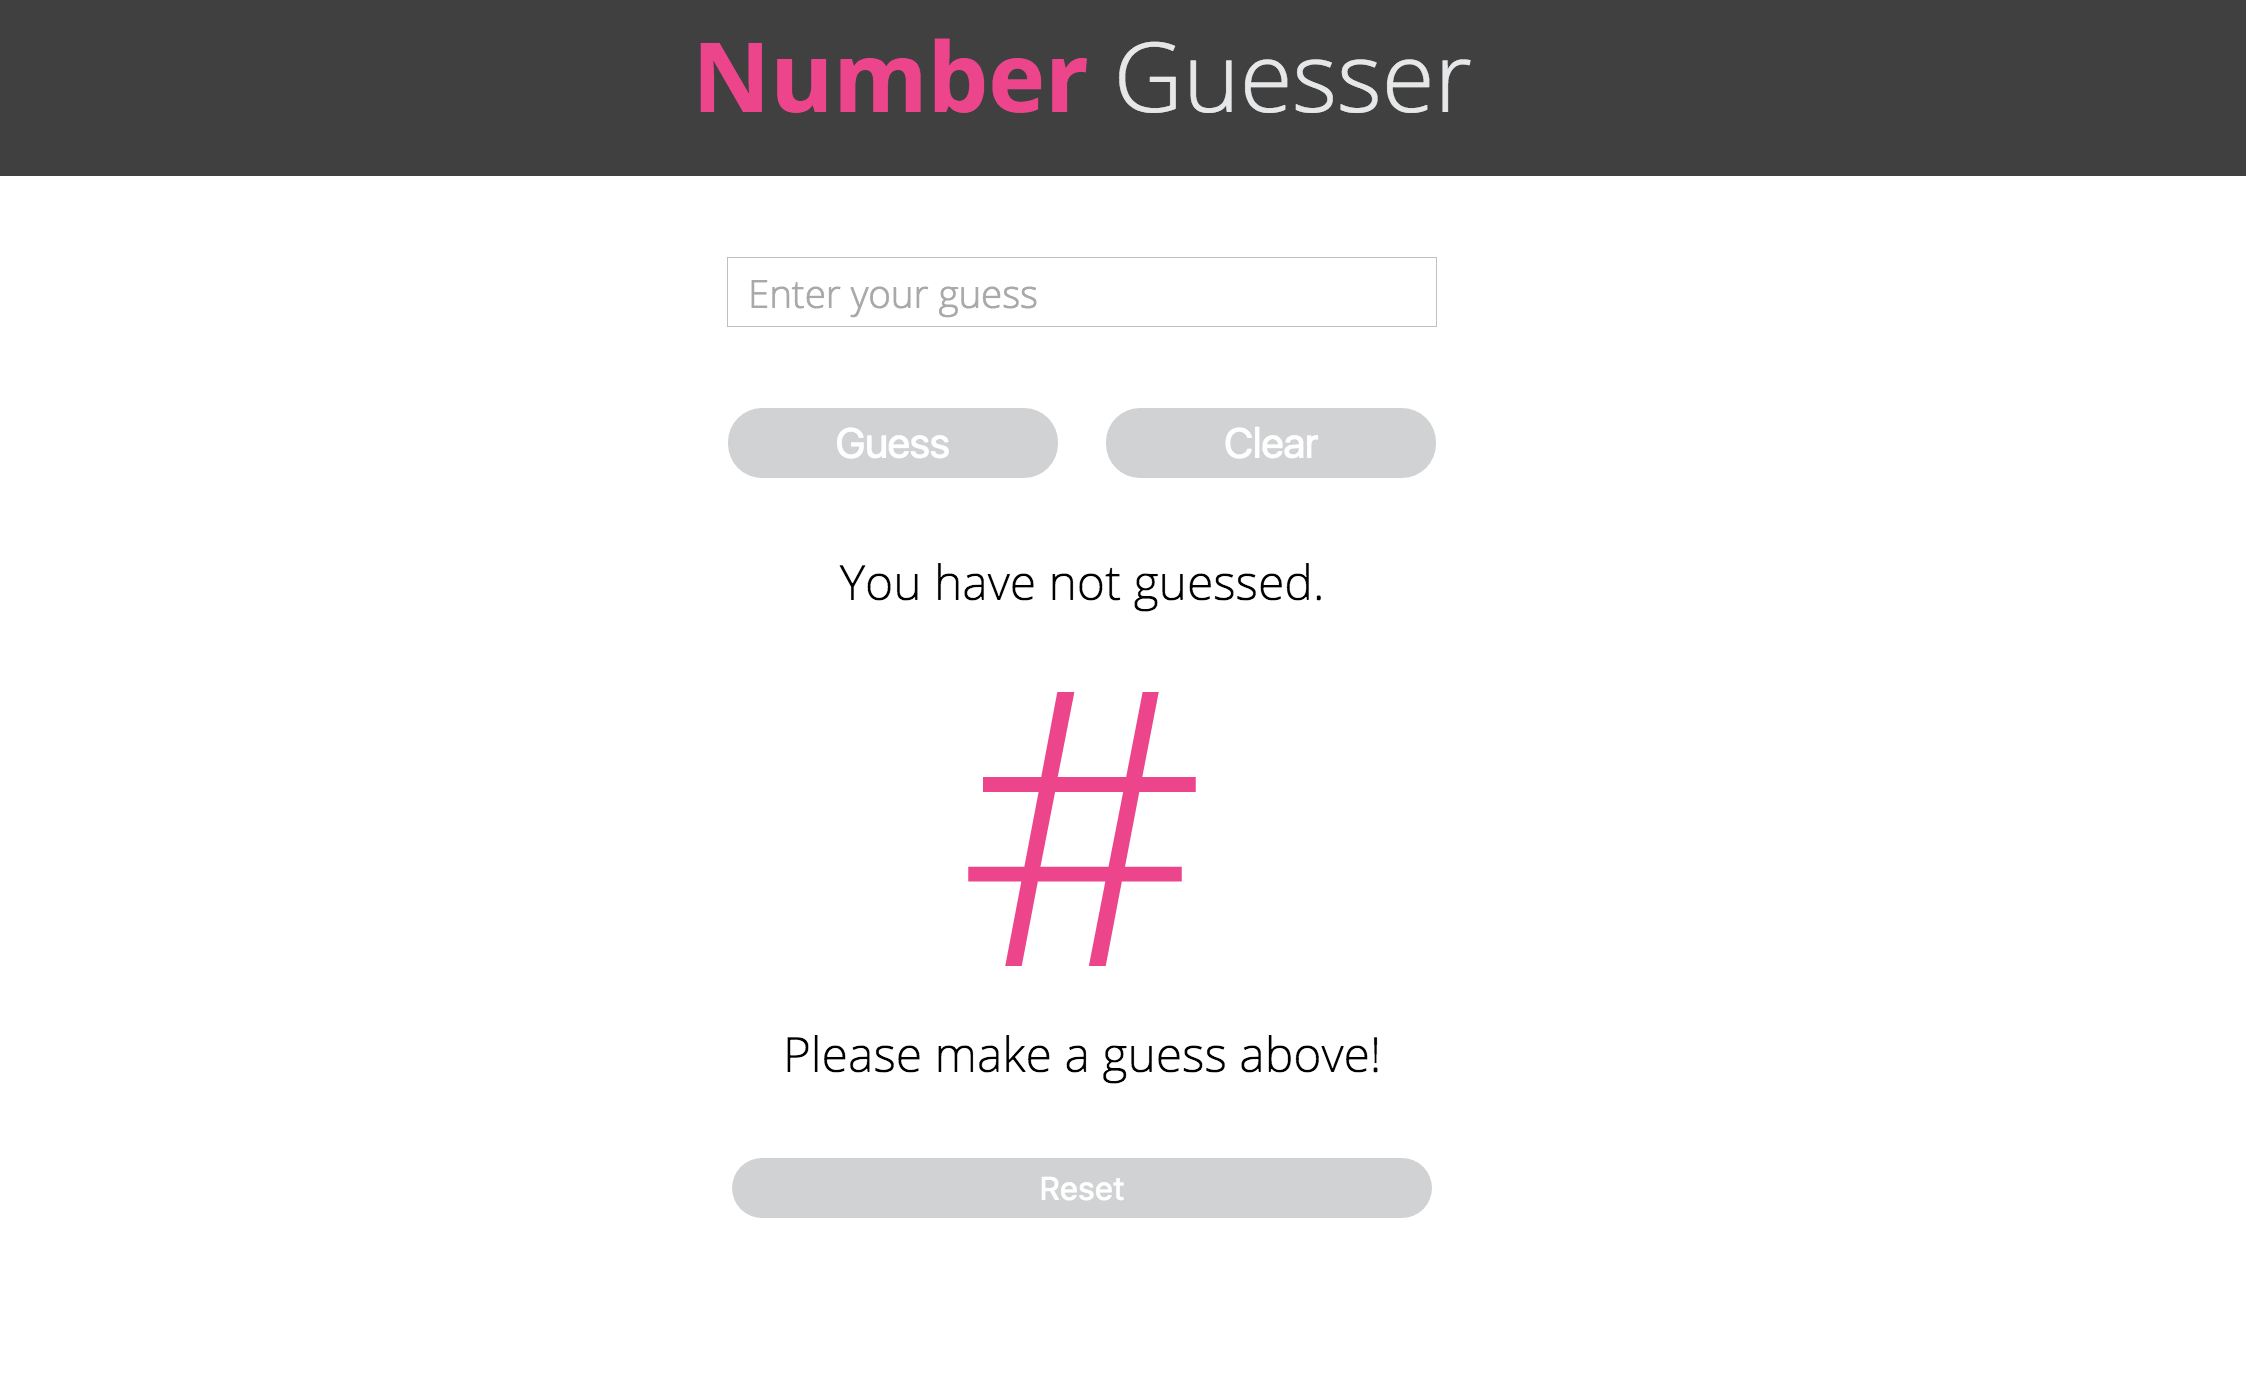 Number Guesser
Enter your guess
Guess Clear
You have not guessed.
#
Please make a guess above!
Reset